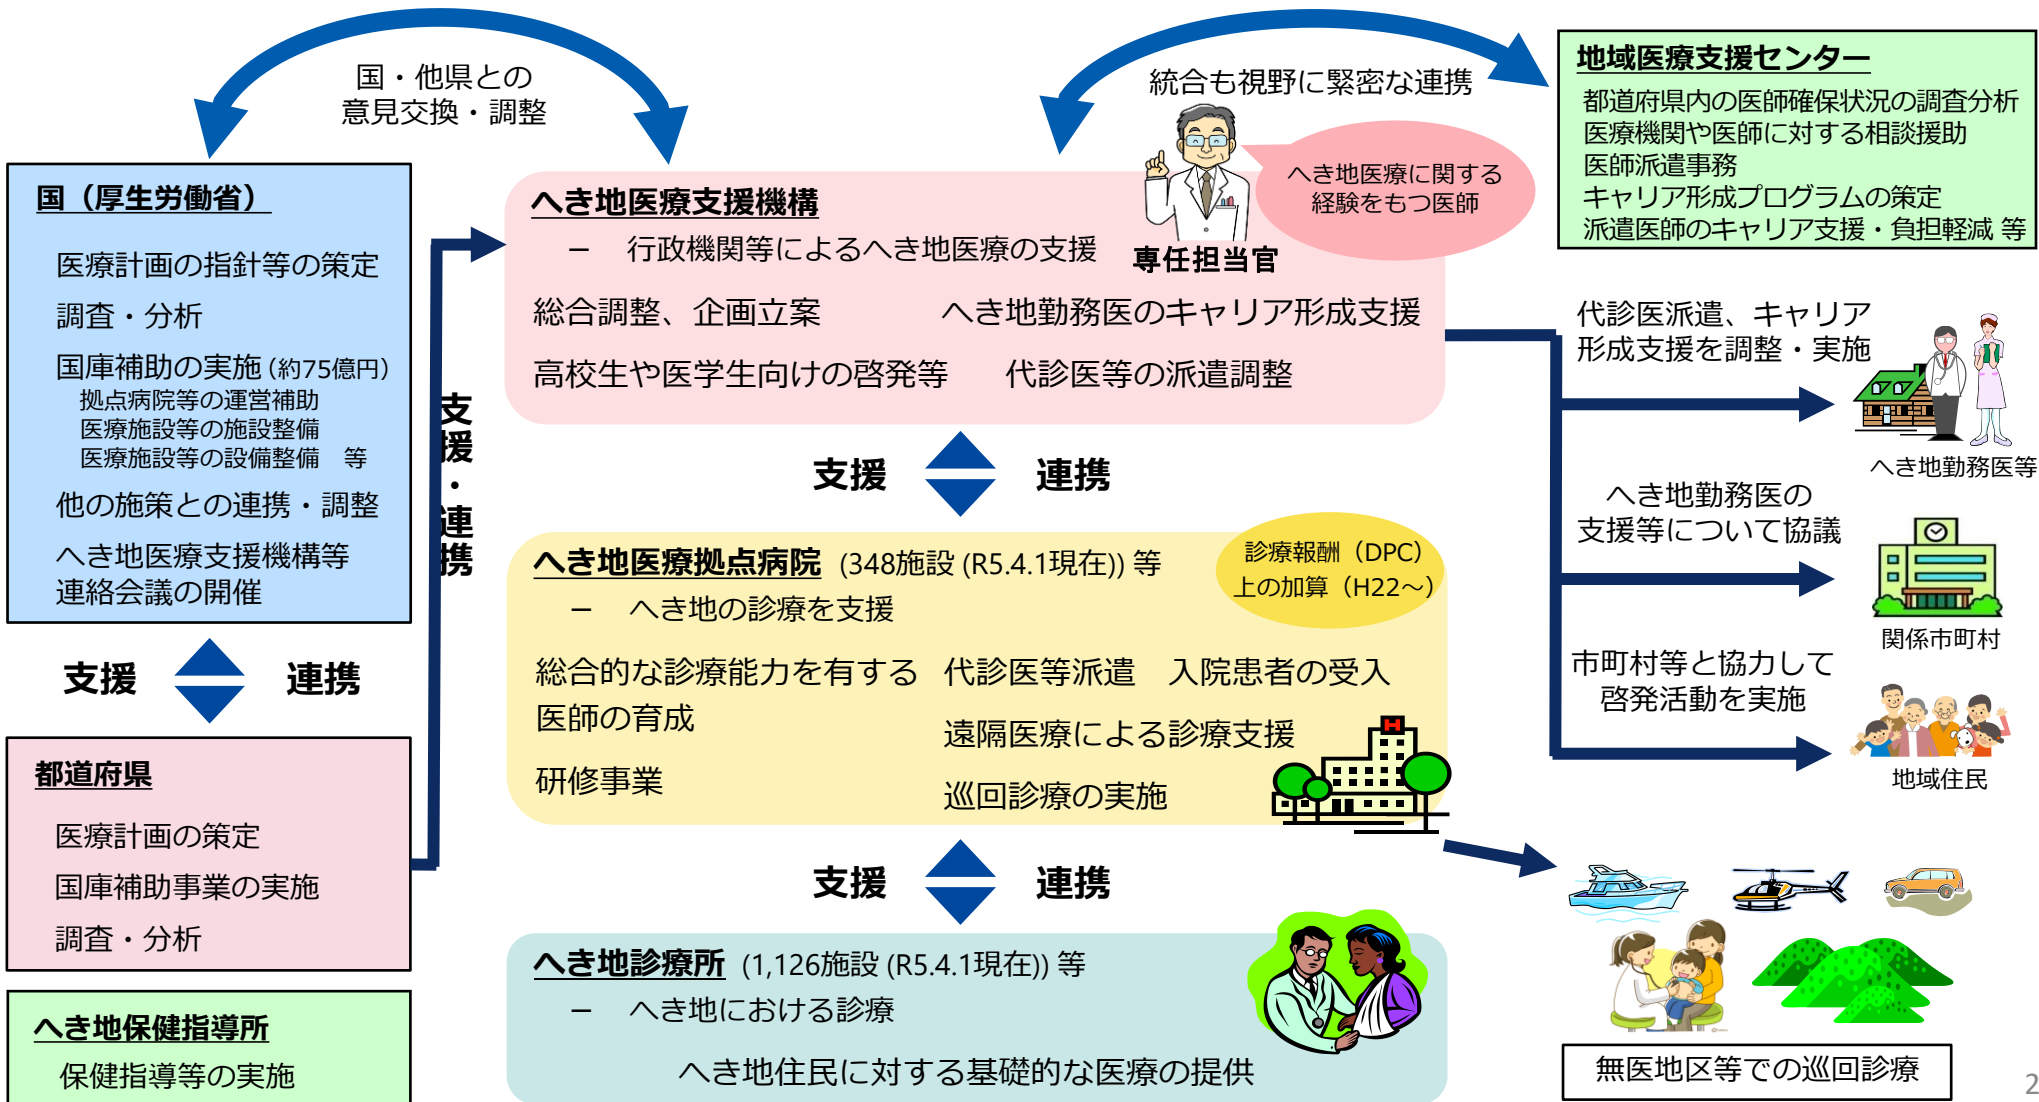 国・他県との
意見交換・調整
統合も視野に緊密な連携
地域医療支援センター
都道府県内の医師確保状況の調査分析
医療機関や医師に対する相談援助
医師派遣事務
キャリア形成プログラムの策定
派遣医師のキャリア支援・負担軽減 等
国（厚生労働省）
医療計画の指針等の策定
調査・分析
国庫補助の実施 (約75億円)
拠点病院等の運営補助
医療施設等の施設整備
医療施設等の設備整備　等
他の施策との連携・調整
へき地医療支援機構等
連絡会議の開催
支援　連携
都道府県
医療計画の策定
国庫補助事業の実施
調査・分析
へき地保健指導所
保健指導等の実施
支援・連携
へき地医療支援機構
－　行政機関等によるへき地医療の支援
専任担当官
へき地医療に関する
経験をもつ医師
総合調整、企画立案　へき地勤務医のキャリア形成支援
高校生や医学生向けの啓発等　代診医等の派遣調整
支援　連携
へき地医療拠点病院 (348施設 (R5.4.1現在)) 等
－　へき地の診療を支援
診療報酬（DPC）
上の加算（H22～）
総合的な診療能力を有する
医師の育成
研修事業
代診医等派遣　入院患者の受入
遠隔医療による診療支援
巡回診療の実施
H
支援　連携
へき地診療所 (1,126施設 (R5.4.1現在)) 等
－　へき地における診療
へき地住民に対する基礎的な医療の提供
代診医派遣、キャリア
形成支援を調整・実施
へき地勤務医等
へき地勤務医の
支援等について協議
関係市町村
市町村等と協力して
啓発活動を実施
地域住民
無医地区等での巡回診療
2